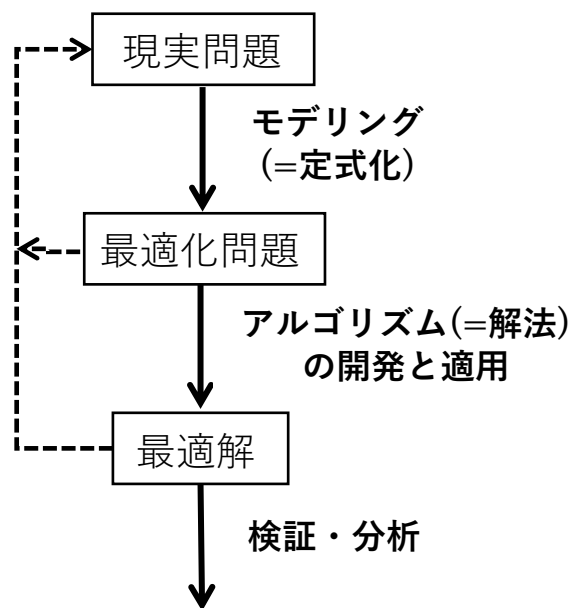 現実問題
モデリング
(=定式化)
最適化問題
アルゴリズム(=解法)
の開発と適用
最適解
検証・分析